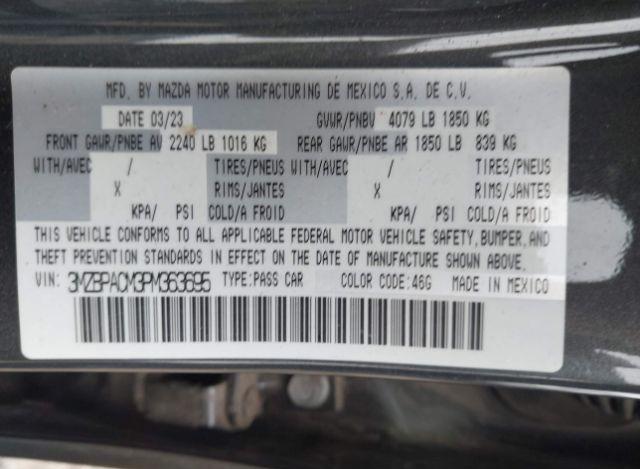 MFD. BY MAZDA MOTOR MANUFACTURING DE MEXICO S.A. DE C.V.
DATE 03/23 GVWR/PNBV 4079 LB 1850 KG
FRONT GAWR/PNBE AV 2240 LB 1016 KG REAR GAWR/PNBE AR 1850 LB 839 KG
WITH/AVEC / TIRES/PNEUS WITH/AVEC / TIRES/PNEUS
X RIMS/JANTES X RIMS/JANTES
KPA/ PSI COLD/A FROID KPA/ PSI COLD/A FROID
THIS VEHICLE CONFORMS TO ALL APPLICABLE FEDERAL MOTOR VEHICLE SAFETY, BUMPER, AND
THEFT PREVENTION STANDARDS IN EFFECT ON THE DATE OF MANUFACTURE SHOWN ABOVE.
VIN: 3MZBPACM3PM363695 TYPE:PASS CAR COLOR CODE:46G MADE IN MEXICO